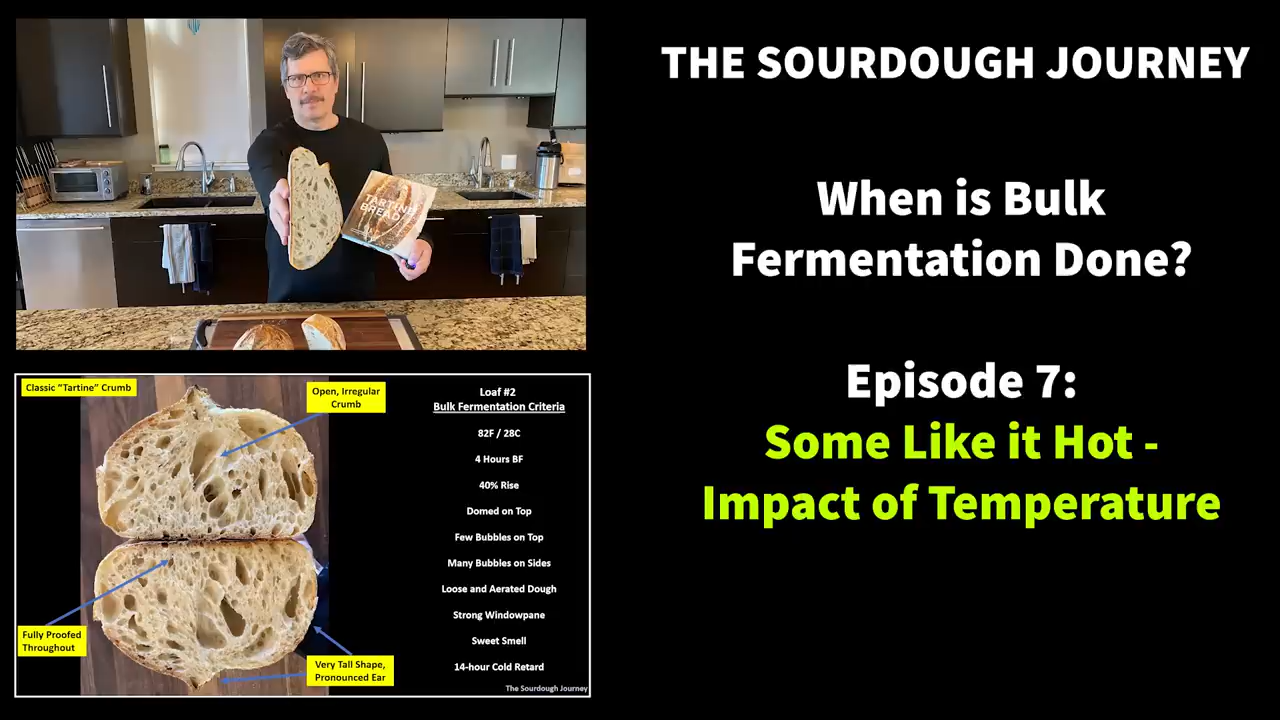 THE SOURDOUGH JOURNEY
When is Bulk
Fermentation Done?
Episode 7:
Some Like it Hot -
Impact of Temperature
TARTINE
BREAD
Classic "Tartine" Crumb
Open, Irregular
Crumb
Fully Proofed
Throughout
Very Tall Shape,
Pronounced Ear
Loaf #2
Bulk Fermentation Criteria
82F / 28C
4 Hours BF
40% Rise
Domed on Top
Few Bubbles on Top
Many Bubbles on Sides
Loose and Aerated Dough
Strong Windowpane
Sweet Smell
14-hour Cold Retard
The Sourdough Journey